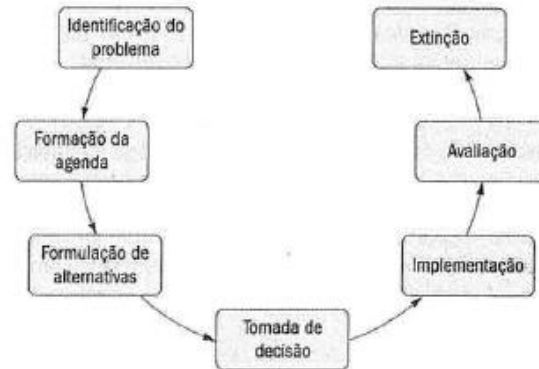 Identificação do
problema
Formação da
agenda
Formulação de
alternativas
Tomada de
decisão
Implementação
Avaliação
Extinção